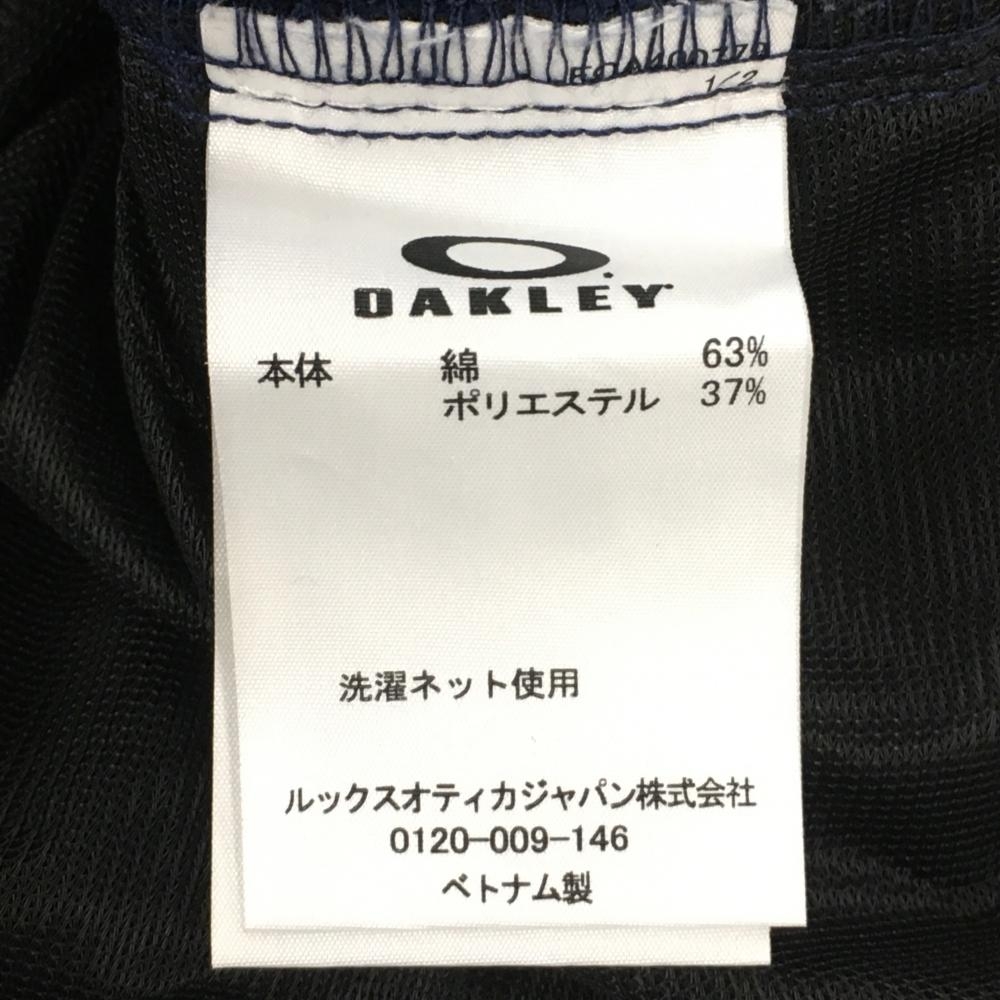 1/2
OAKLEY
本体 綿 63%
ポリエステル 37%
洗濯ネット使用
ルックスオティカジャパン株式会社
0120-009-146
ベトナム製